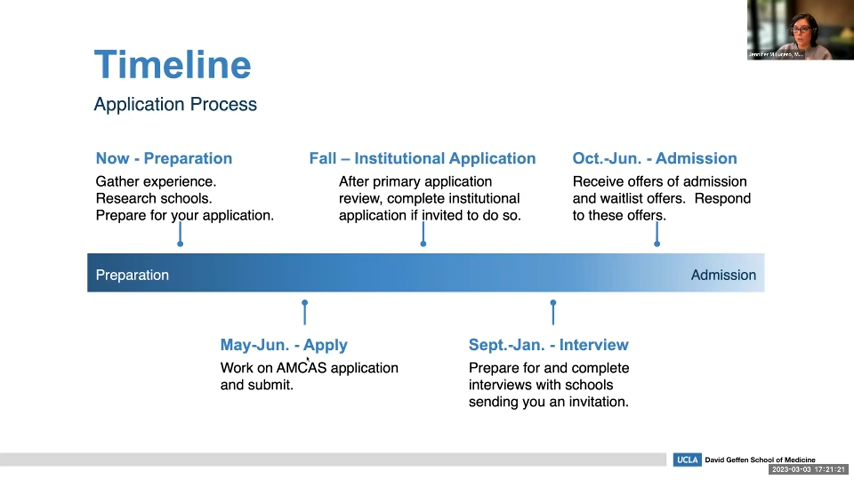 Timeline
Application Process
Now - Preparation
Gather experience.
Research schools.
Prepare for your application.
Fall – Institutional Application
After primary application
review, complete institutional
application if invited to do so.
Oct.-Jun. - Admission
Receive offers of admission
and waitlist offers.  Respond
to these offers.
Preparation
Admission
May-Jun. - Apply
Work on AMCAS application
and submit.
Sept.-Jan. - Interview
Prepare for and complete
interviews with schools
sending you an invitation.
UCLA David Geffen School of Medicine
2023-03-03 17:21:21